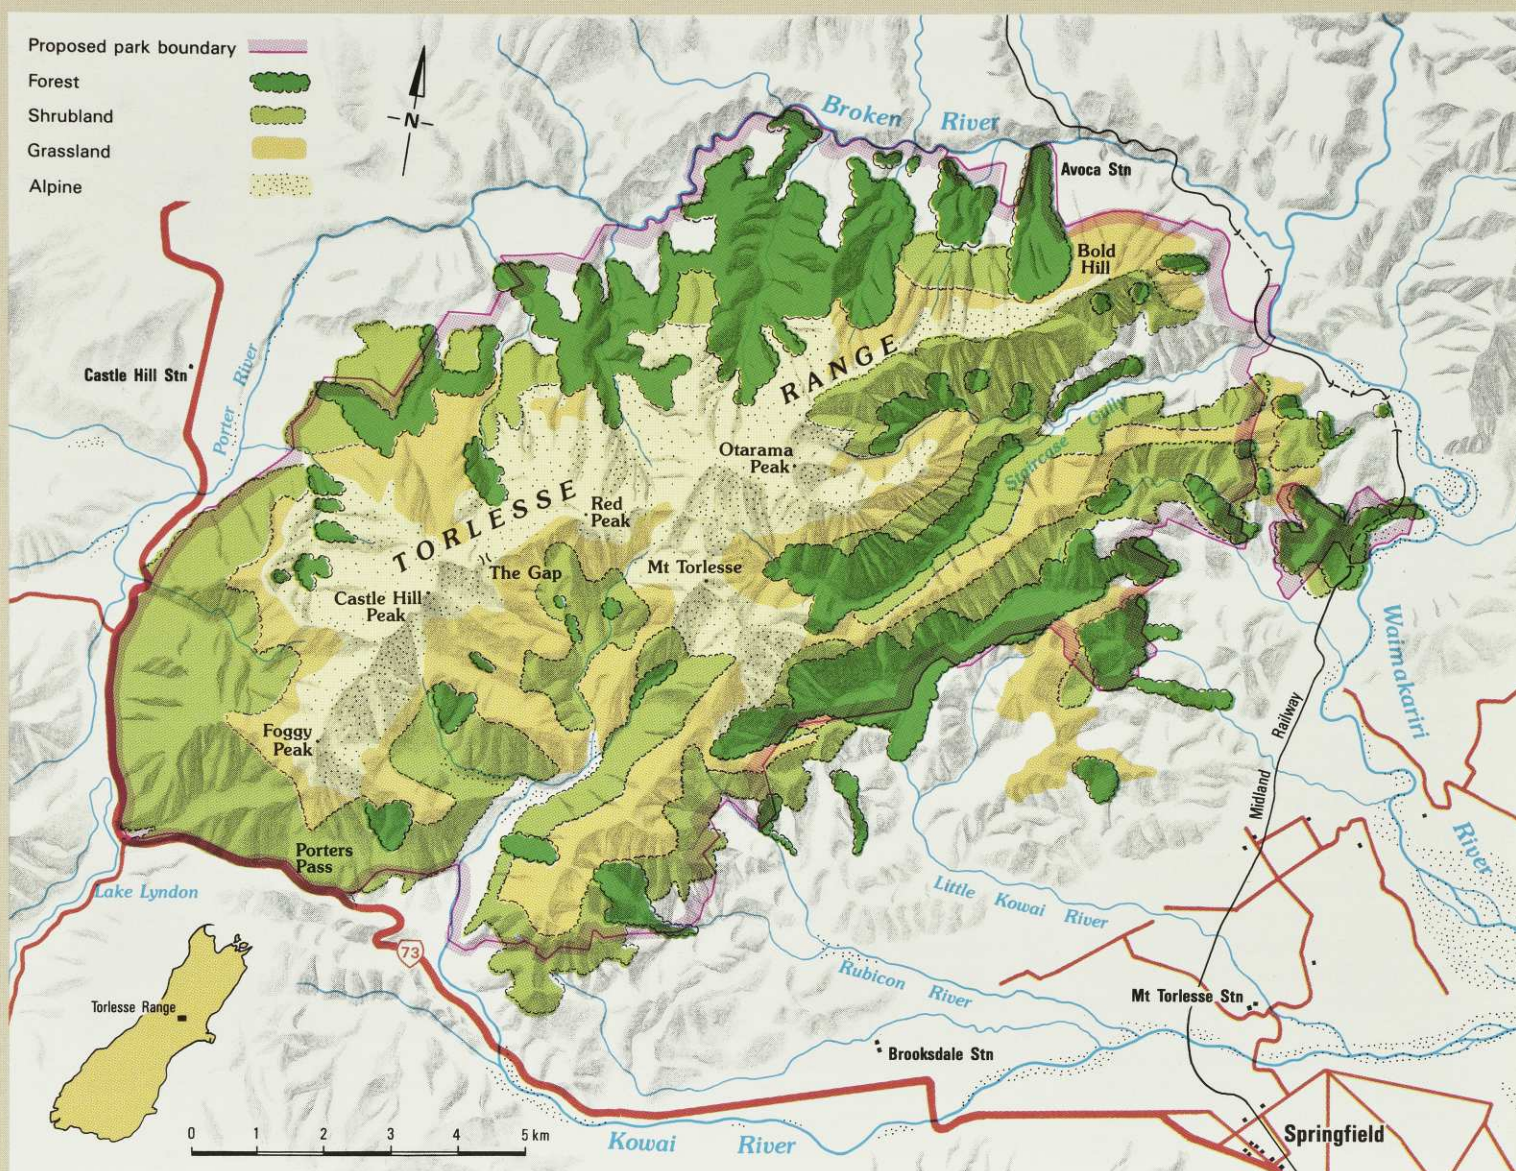 Proposed park boundary
Forest
Shrubland
Grassland
Alpine
N
Broken River
Avoca Stn
Bold
Hill
Castle Hill Stn
Porter River
RANGE
Staircase Gully
Otarama
Peak
TORLESSE
Red
Peak
The Gap
Mt Torlesse
Castle Hill
Peak
Waimakariri
River
Foggy
Peak
Midland Railway
Porters
Pass
Lake Lyndon
Little Kowai River
73
Rubicon River
Torlesse Range
Mt Torlesse Stn
Brooksdale Stn
0 1 2 3 4 5 km
Kowai River
Springfield